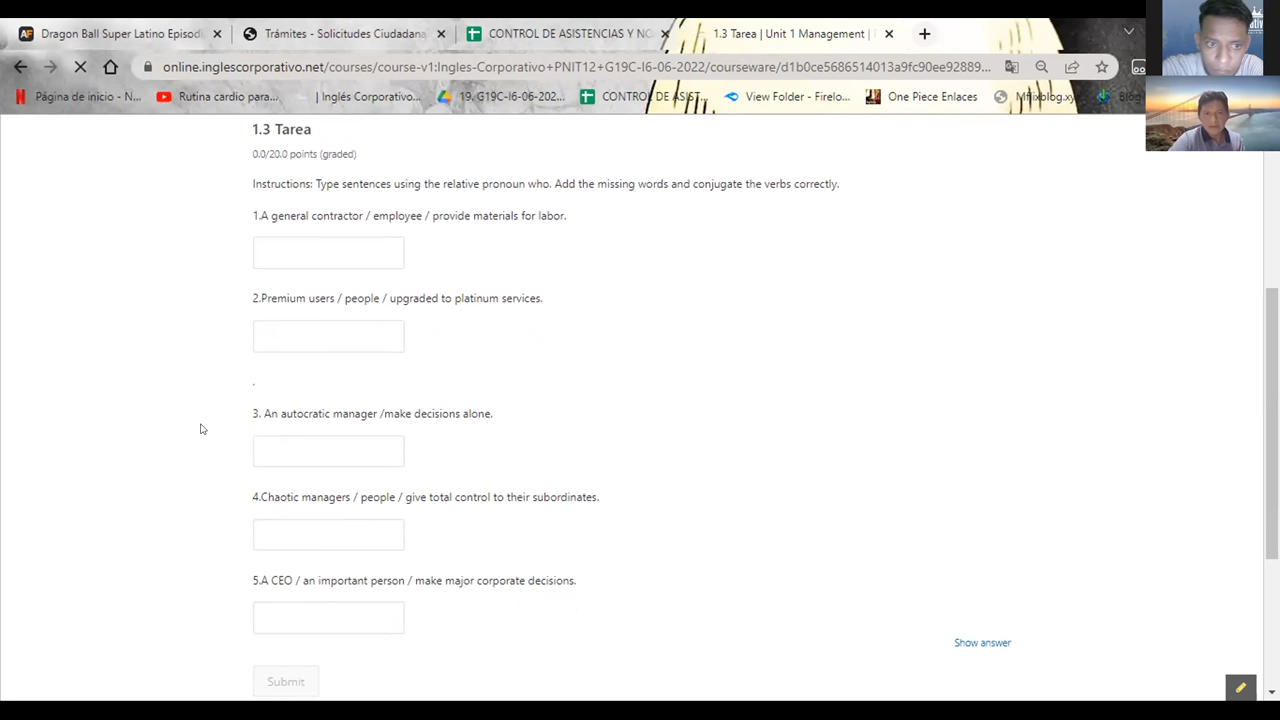 AF Dragon Ball Super Latino Episodi
Trámites - Solicitudes Ciudadana
CONTROL DE ASISTENCIAS Y NO
1.3 Tarea | Unit 1 Management |
online.inglescorporativo.net/courses/course-v1:Ingles-Corporativo+PNIT12+G19C-I6-06-2022/courseware/d1b0ce5686514013a9fc90ee92889...
Página de inicio - N...
Rutina cardio para...
| Inglés Corporativo...
19. G19C-I6-06-202...
CONTROL DE ASIST...
View Folder - Firelo...
One Piece Enlaces
Mflixblog.xy
Blog
1.3 Tarea
0.0/20.0 points (graded)
Instructions: Type sentences using the relative pronoun who. Add the missing words and conjugate the verbs correctly.
1.A general contractor / employee / provide materials for labor.
2.Premium users / people / upgraded to platinum services.
.
3. An autocratic manager /make decisions alone.
4.Chaotic managers / people / give total control to their subordinates.
5.A CEO / an important person / make major corporate decisions.
Show answer
Submit